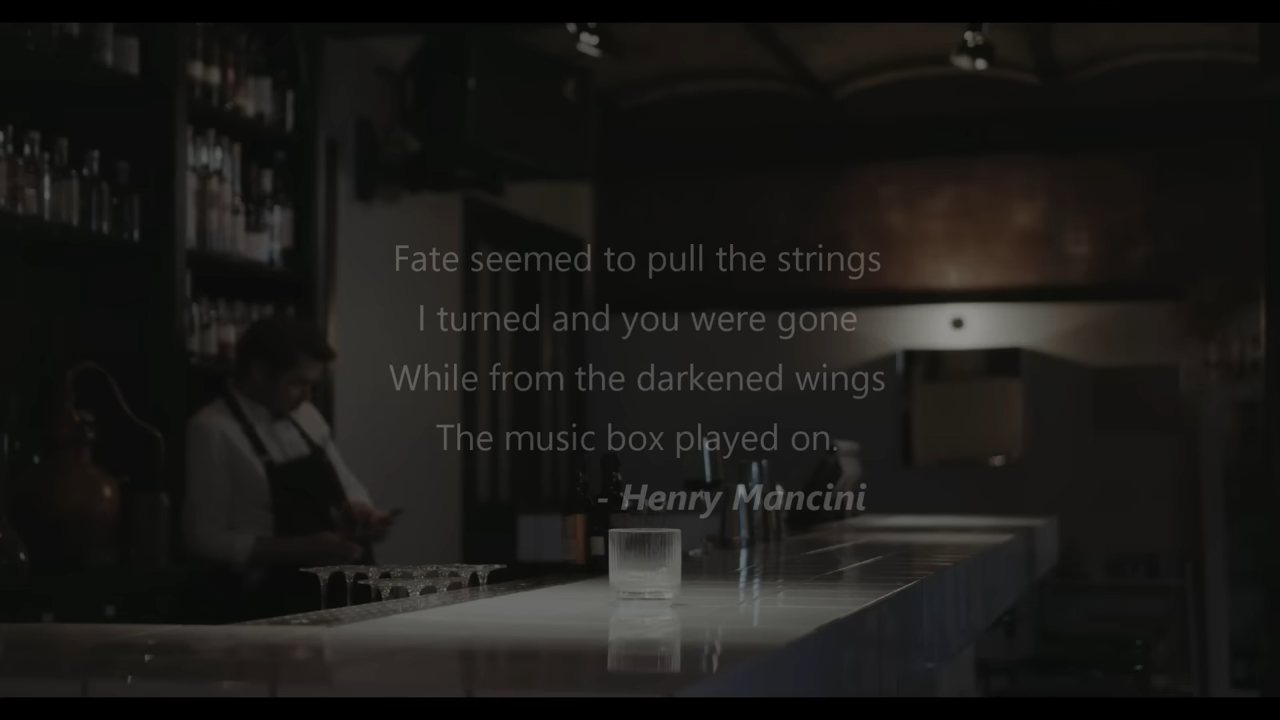 Fate seemed to pull the strings
I turned and you were gone
While from the darkened wings
The music box played on.
- Henry Mancini